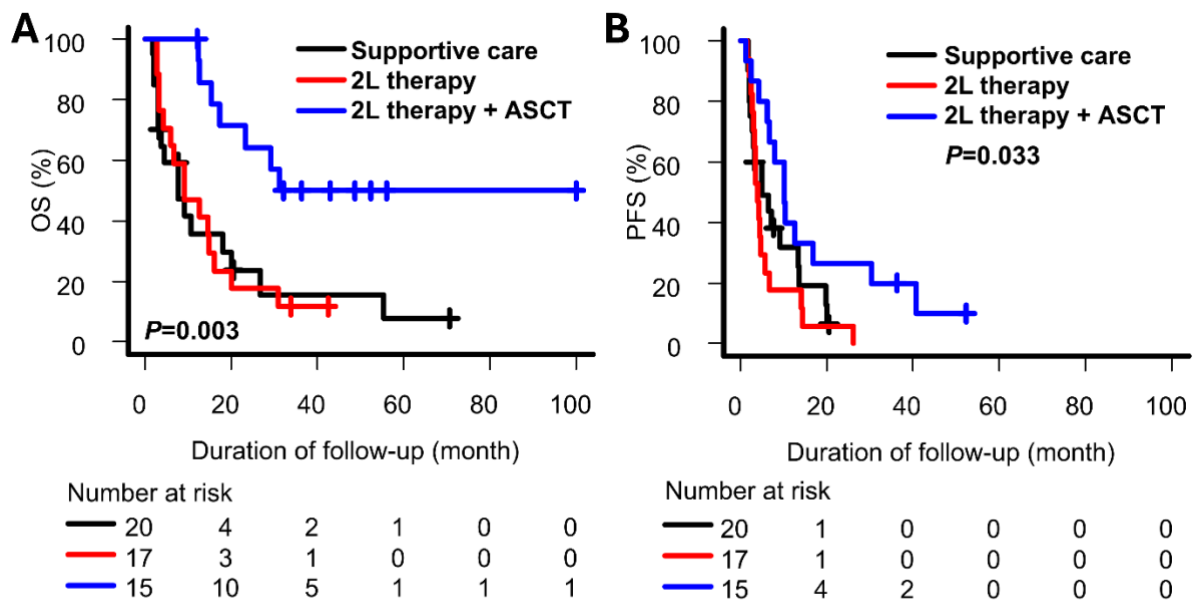 A
100
80
60
40
20
0
OS (%)
Supportive care
2L therapy
2L therapy + ASCT
P=0.003
0 20 40 60 80 100
Duration of follow-up (month)
Number at risk
20 4 2 1 0 0
17 3 1 0 0 0
15 10 5 1 1 1
B
100
80
60
40
20
0
PFS (%)
Supportive care
2L therapy
2L therapy + ASCT
P=0.033
0 20 40 60 80 100
Duration of follow-up (month)
Number at risk
20 1 0 0 0 0
17 1 0 0 0 0
15 4 2 0 0 0